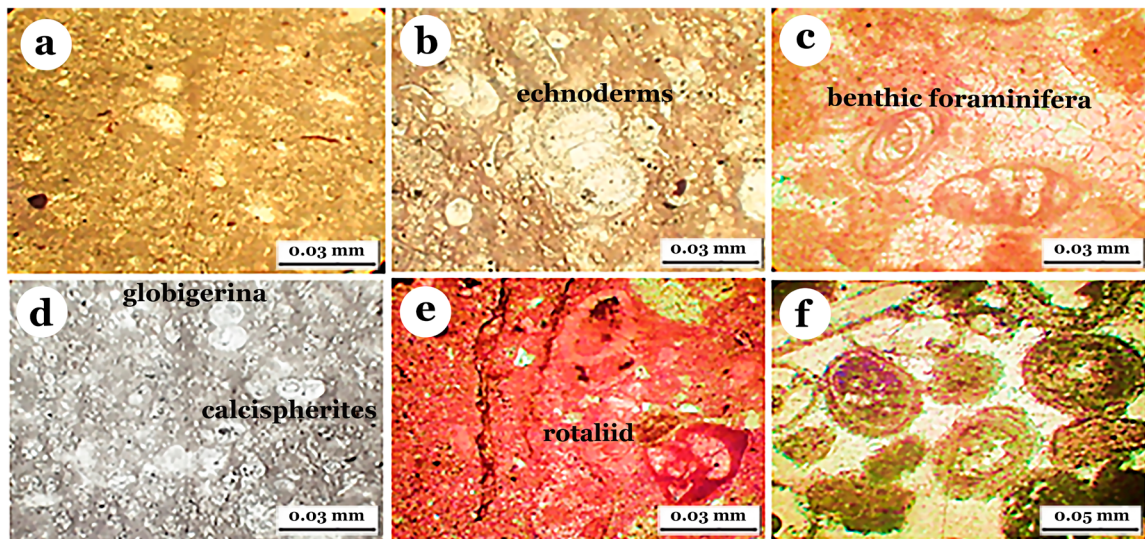 a
b
c
echnoderms
benthic foraminifera
0.03 mm
0.03 mm
0.03 mm
globigerina
d
e
f
calcispherites
rotaliid
0.03 mm
0.03 mm
0.05 mm